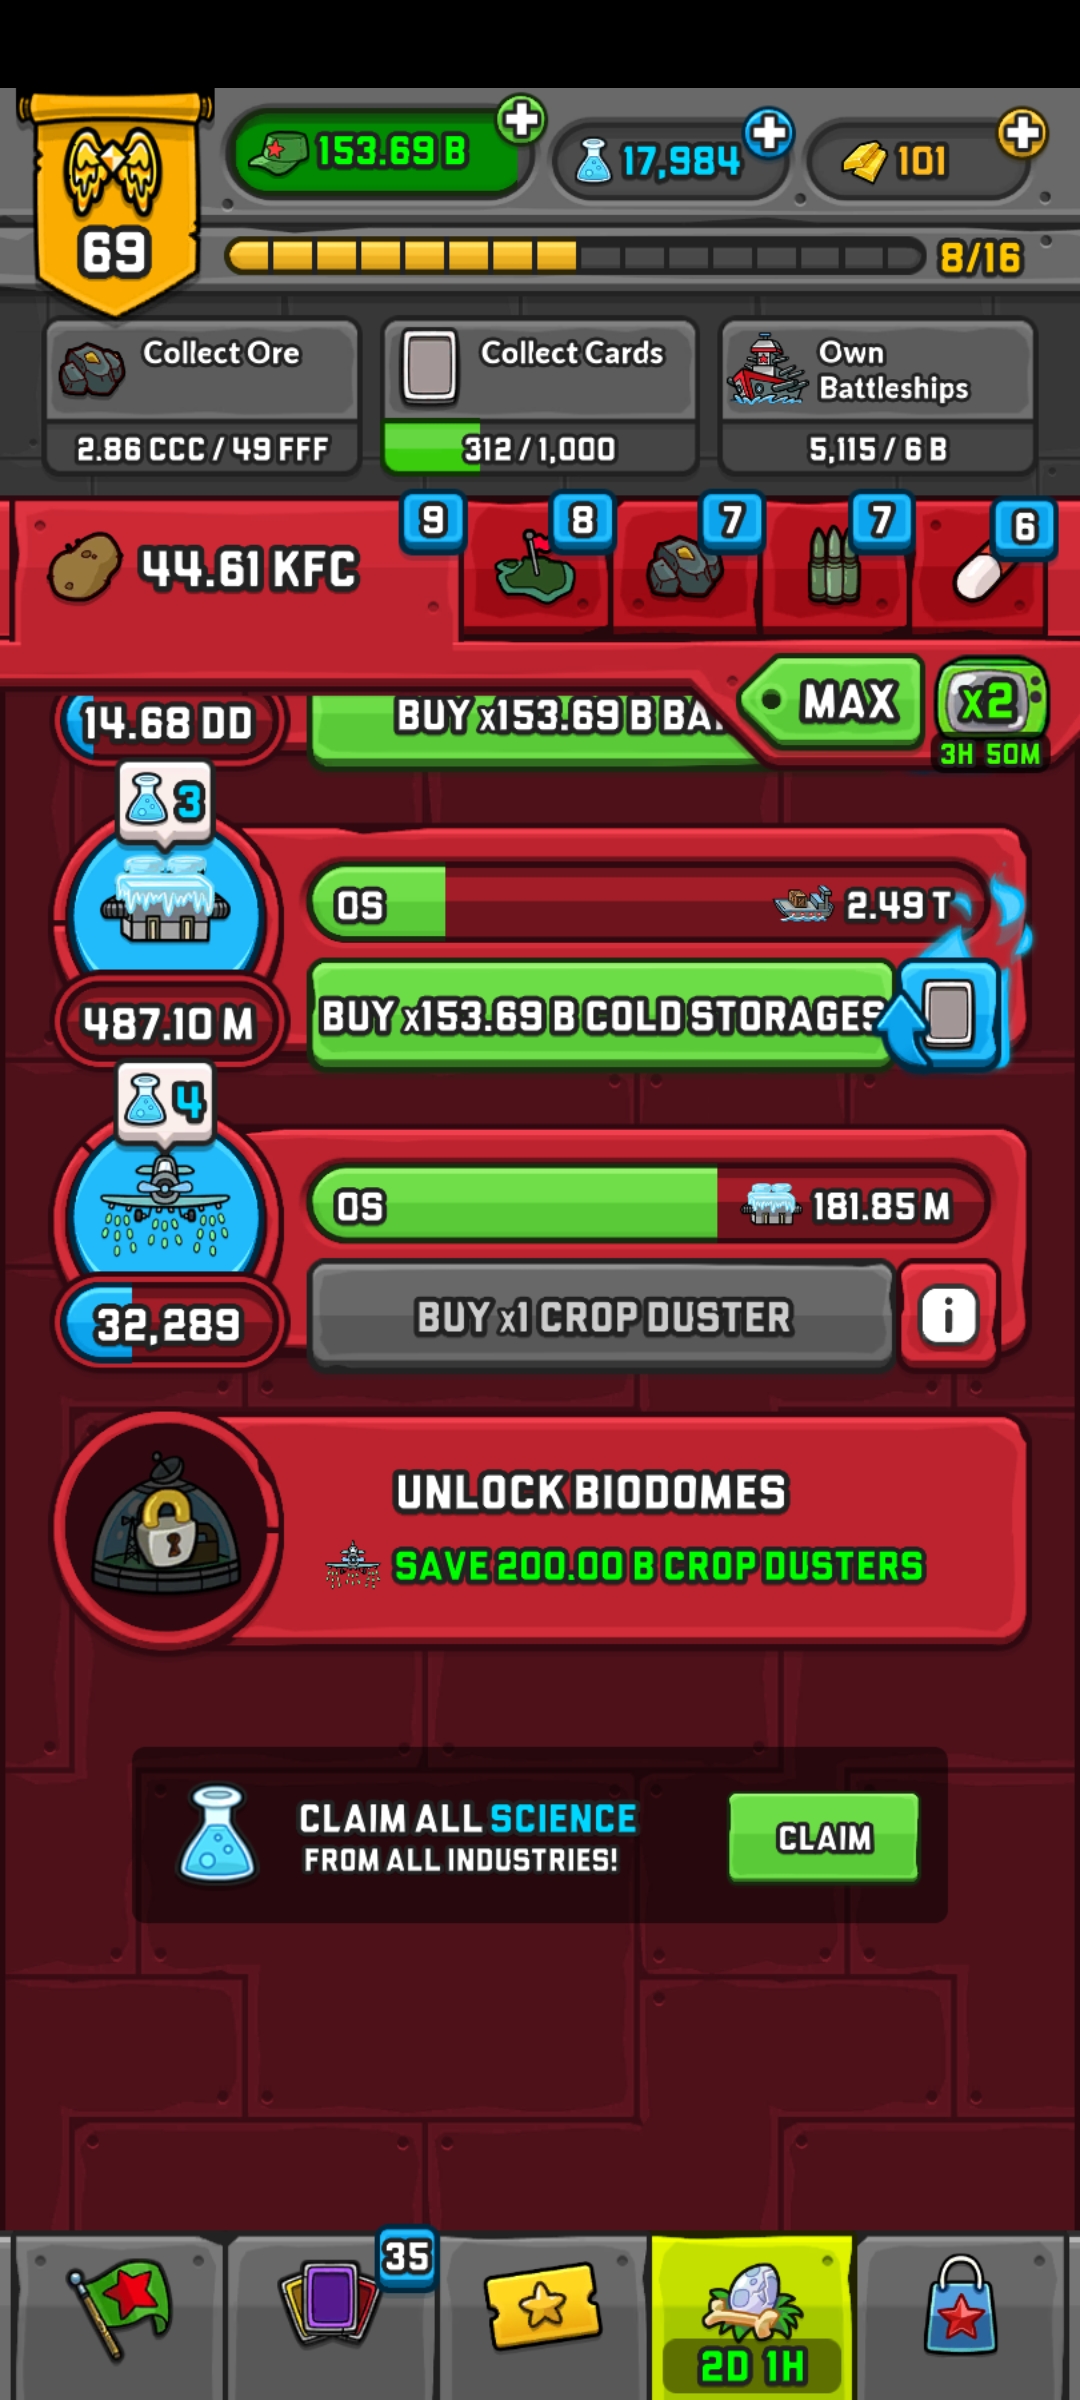 153.69 B
17,984
101
69
8/16
Collect Ore
2.86 CCC / 49 FFF
Collect Cards
312 / 1,000
Own
Battleships
5,115 / 6 B
44.61 KFC
9
8
7
7
6
MAX
x2
3H 50M
14.68 DD
BUY x153.69 B BA
3
0S
2.49 T
487.10 M
BUY x153.69 B COLD STORAGES
4
0S
181.85 M
32,289
BUY x1 CROP DUSTER
i
UNLOCK BIODOMES
SAVE 200.00 B CROP DUSTERS
CLAIM ALL SCIENCE
FROM ALL INDUSTRIES!
CLAIM
35
2D 1H